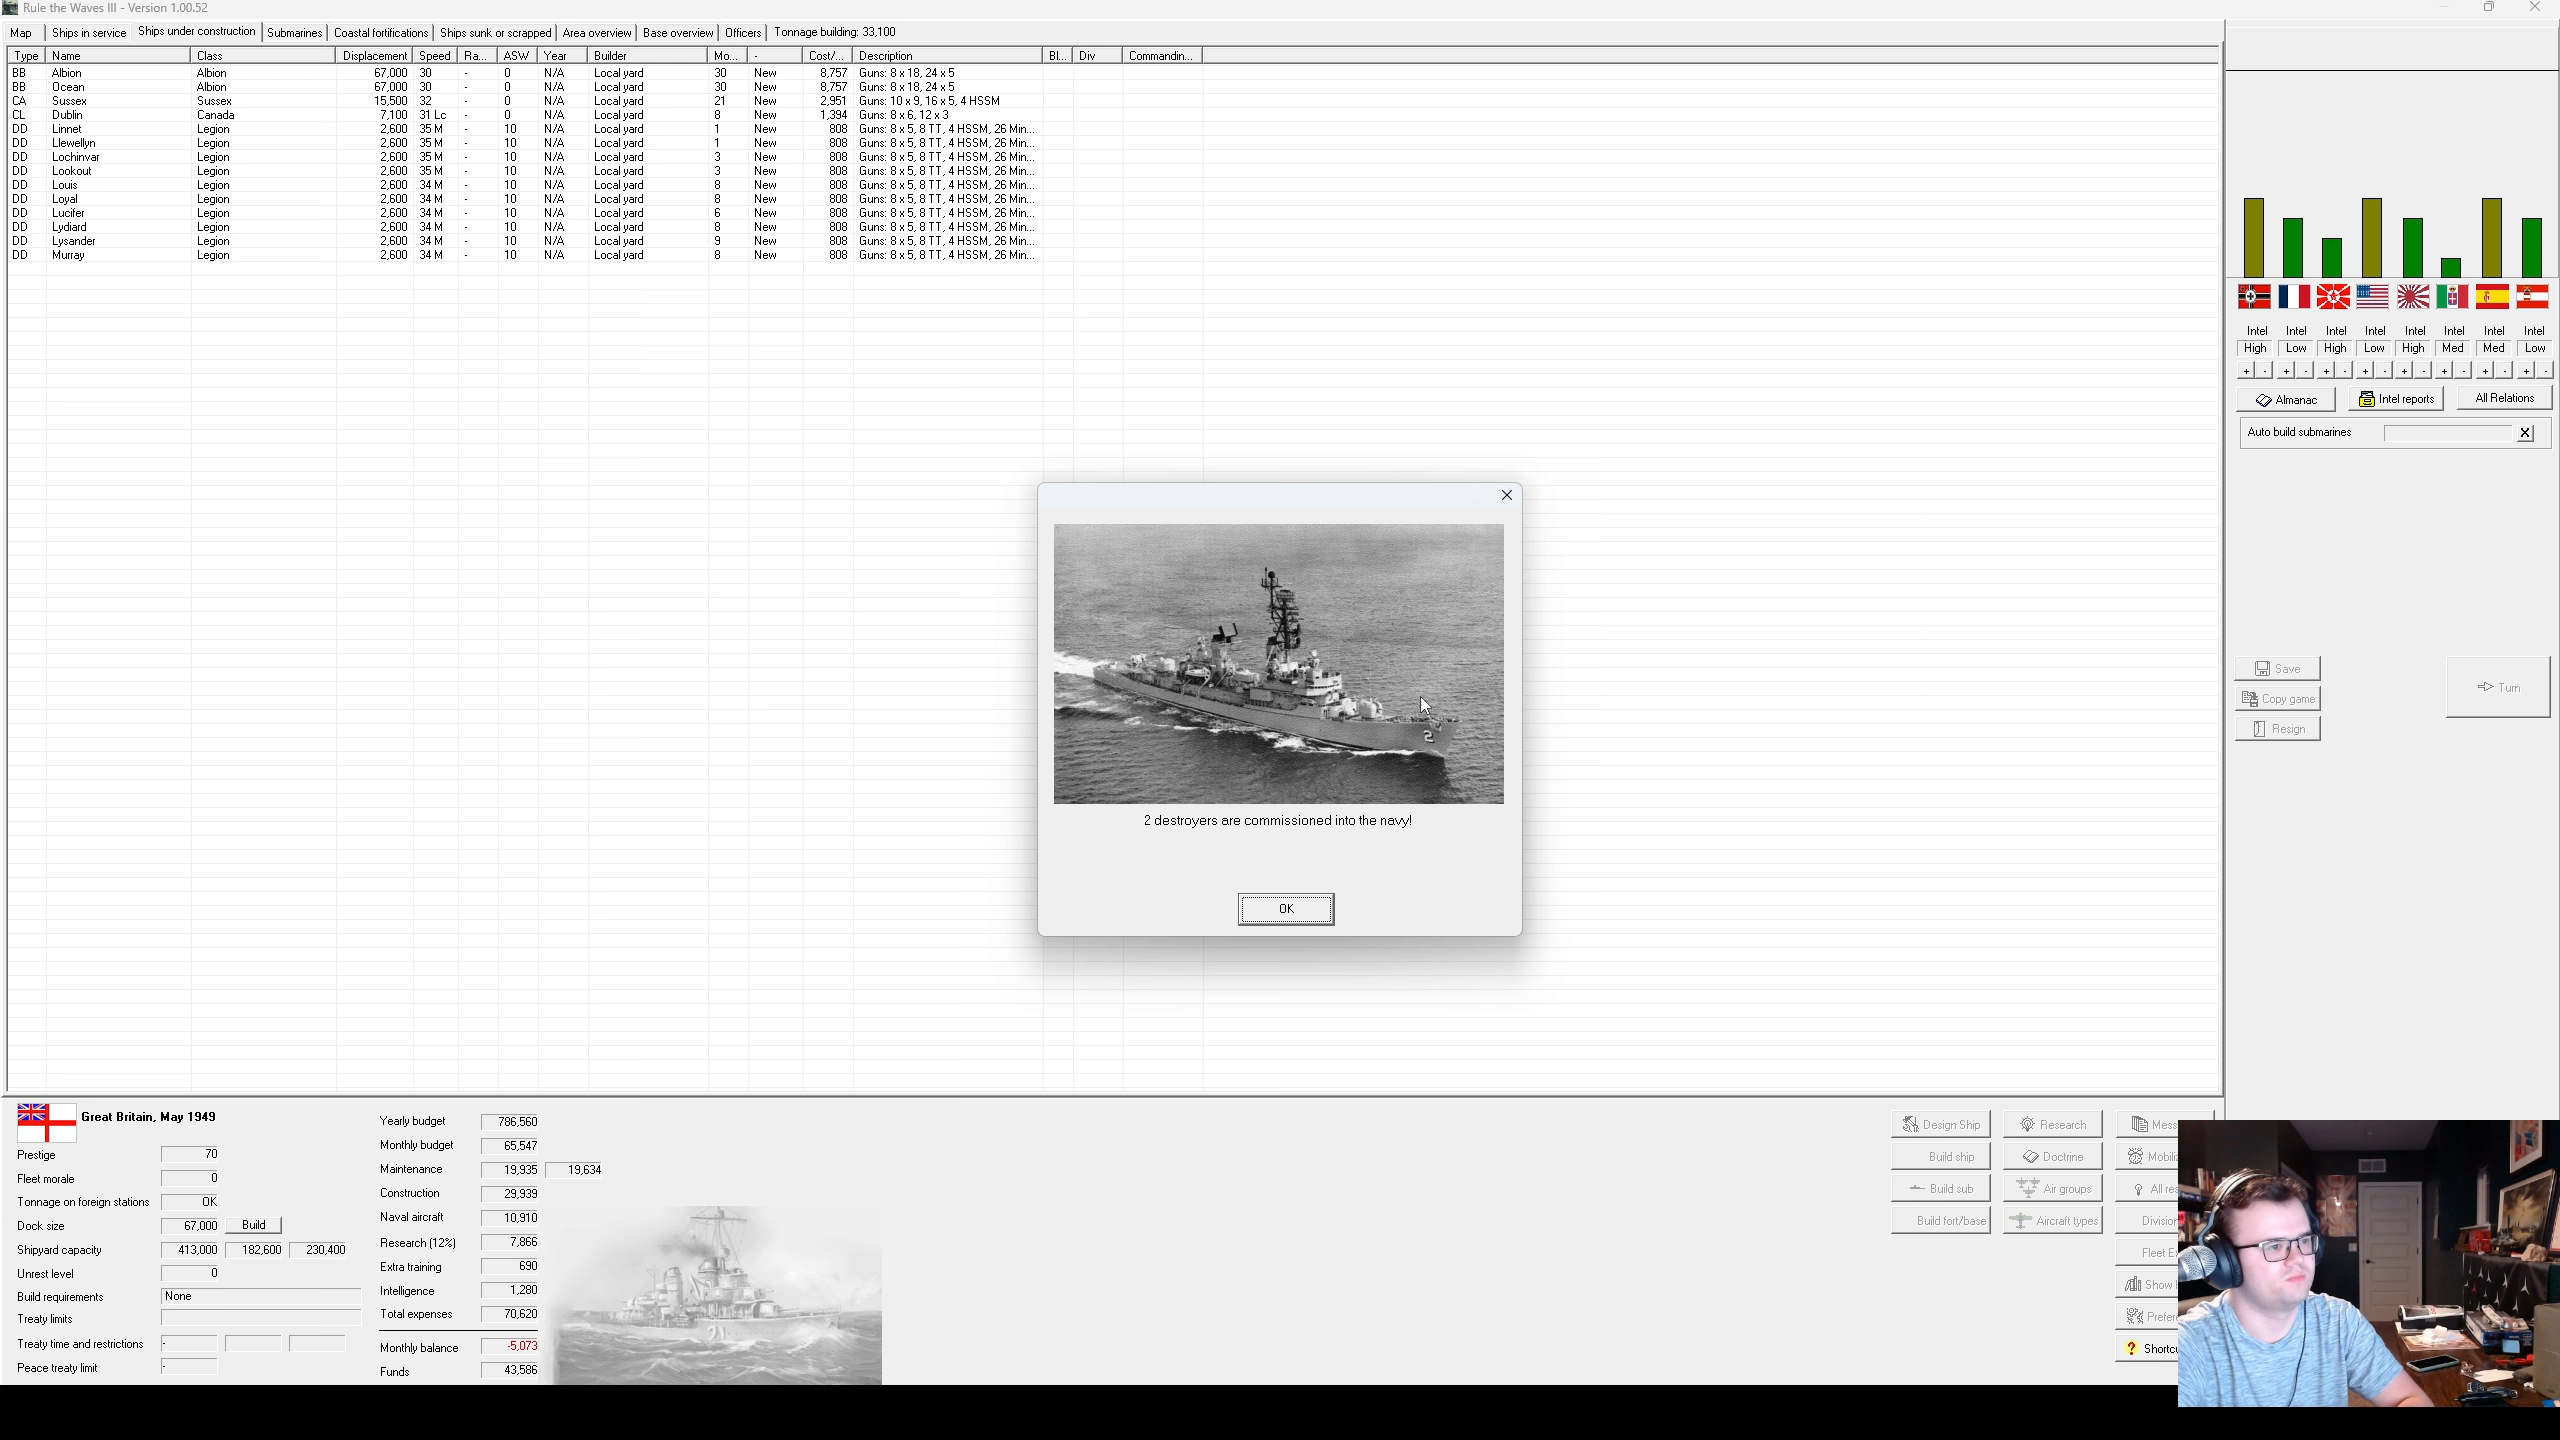 Rule the Waves III - Version 1.00.52
Map Ships in service Ships under construction Submarines Coastal fortifications Ships sunk or scrapped Area overview Base overview Officers Tonnage building: 33,100
Type Name Class Displacement Speed Ra... ASW Year Builder Mo... - Cost/... Description Bl... Div Commandin...
BB Albion Albion 67,000 30 - 0 N/A Local yard 30 New 8,757 Guns: 8 x 18, 24 x 5
BB Ocean Albion 67,000 30 - 0 N/A Local yard 30 New 8,757 Guns: 8 x 18, 24 x 5
CA Sussex Sussex 15,500 32 - 0 N/A Local yard 21 New 2,951 Guns: 10 x 9, 16 x 5, 4 HSSM
CL Dublin Canada 7,100 31 Lc - 0 N/A Local yard 8 New 1,394 Guns: 8 x 6, 12 x 3
DD Linnet Legion 2,600 35 M - 10 N/A Local yard 1 New 808 Guns: 8 x 5, 8 TT, 4 HSSM, 26 Min...
DD Llewellyn Legion 2,600 35 M - 10 N/A Local yard 1 New 808 Guns: 8 x 5, 8 TT, 4 HSSM, 26 Min...
DD Lochinvar Legion 2,600 35 M - 10 N/A Local yard 3 New 808 Guns: 8 x 5, 8 TT, 4 HSSM, 26 Min...
DD Lookout Legion 2,600 35 M - 10 N/A Local yard 3 New 808 Guns: 8 x 5, 8 TT, 4 HSSM, 26 Min...
DD Louis Legion 2,600 34 M - 10 N/A Local yard 8 New 808 Guns: 8 x 5, 8 TT, 4 HSSM, 26 Min...
DD Loyal Legion 2,600 34 M - 10 N/A Local yard 8 New 808 Guns: 8 x 5, 8 TT, 4 HSSM, 26 Min...
DD Lucifer Legion 2,600 34 M - 10 N/A Local yard 6 New 808 Guns: 8 x 5, 8 TT, 4 HSSM, 26 Min...
DD Lydiard Legion 2,600 34 M - 10 N/A Local yard 8 New 808 Guns: 8 x 5, 8 TT, 4 HSSM, 26 Min...
DD Lysander Legion 2,600 34 M - 10 N/A Local yard 9 New 808 Guns: 8 x 5, 8 TT, 4 HSSM, 26 Min...
DD Murray Legion 2,600 34 M - 10 N/A Local yard 8 New 808 Guns: 8 x 5, 8 TT, 4 HSSM, 26 Min...
Intel Intel Intel Intel Intel Intel Intel Intel
High Low High Low High Med Med Low
+ - + - + - + - + - + - + - + -
Almanac Intel reports All Relations
Auto build submarines X
Save
Copy game
Resign
Turn
2
2 destroyers are commissioned into the navy!
OK
Great Britain, May 1949
Prestige 70
Fleet morale 0
Tonnage on foreign stations OK
Dock size 67,000 Build
Shipyard capacity 413,000 182,600 230,400
Unrest level 0
Build requirements None
Treaty limits
Treaty time and restrictions -
Peace treaty limit -
Yearly budget 786,560
Monthly budget 65,547
Maintenance 19,935 19,634
Construction 29,939
Naval aircraft 10,910
Research (12%) 7,866
Extra training 690
Intelligence 1,280
Total expenses 70,620
Monthly balance -5,073
Funds 43,586
Design Ship Research Mess
Build ship Doctrine Mobiliz
Build sub Air groups All res
Build fort/base Aircraft types Division
Fleet E
Show
Prefer
? Shortcu